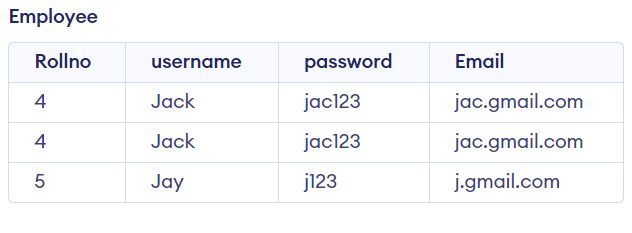 Employee
Rollno username password Email
4 Jack jac123 jac.gmail.com
4 Jack jac123 jac.gmail.com
5 Jay j123 j.gmail.com